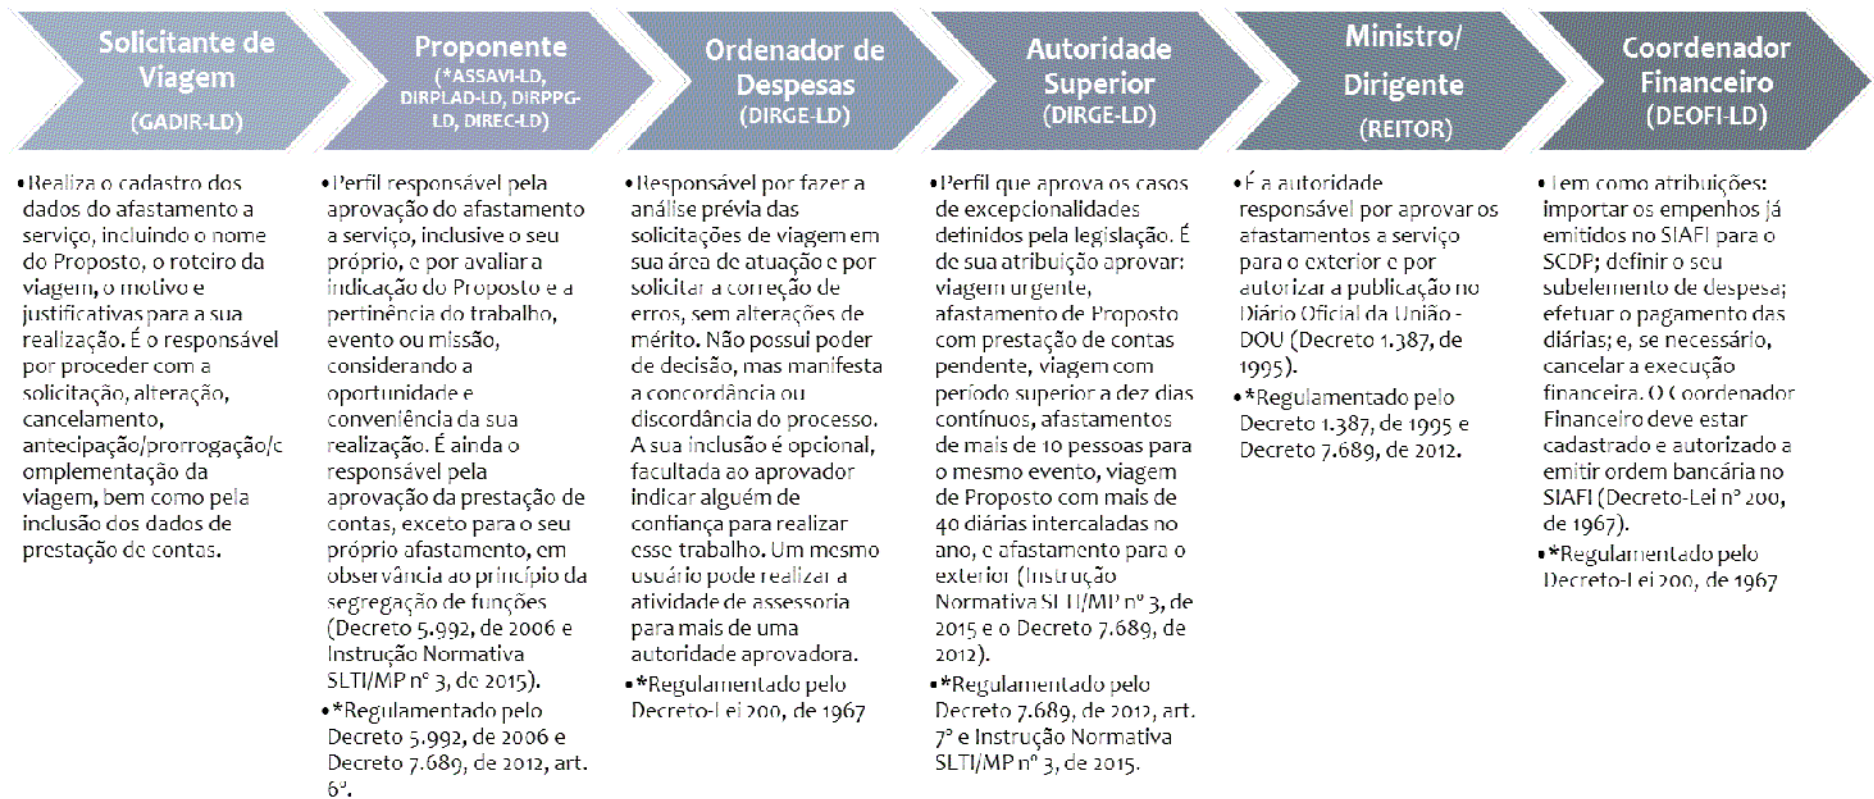 Solicitante de
Viagem
(GADIR-LD)
•Realiza o cadastro dos
dados do afastamento a
serviço, incluindo o nome
do Proposto, o roteiro da
viagem, o motivo e
justificativas para a sua
realização. É o responsável
por proceder com a
solicitação, alteração,
cancelamento,
antecipação/prorrogação/c
omplementação da
viagem, bem como pela
inclusão dos dados de
prestação de contas.
Proponente
(*ASSAVI-LD,
DIRPLAD-LD, DIRPPG-
LD, DIREC-LD)
•Perfil responsável pela
aprovação do afastamento
a serviço, inclusive o seu
próprio, e por avaliar a
indicação do Proposto e a
pertinência do trabalho,
evento ou missão,
considerando a
oportunidade e
conveniência da sua
realização. É ainda o
responsável pela
aprovação da prestação de
contas, exceto para o seu
próprio afastamento, em
observância ao princípio da
segregação de funções
(Decreto 5.992, de 2006 e
Instrução Normativa
SLTI/MP nº 3, de 2015).
•*Regulamentado pelo
Decreto 5.992, de 2006 e
Decreto 7.689, de 2012, art.
6º.
Ordenador de
Despesas
(DIRGE-LD)
•Responsável por fazer a
análise prévia das
solicitações de viagem em
sua área de atuação e por
solicitar a correção de
erros, sem alterações de
mérito. Não possui poder
de decisão, mas manifesta
a concordância ou
discordância do processo.
A sua inclusão é opcional,
facultada ao aprovador
indicar alguém de
confiança para realizar
esse trabalho. Um mesmo
usuário pode realizar a
atividade de assessoria
para mais de uma
autoridade aprovadora.
•*Regulamentado pelo
Decreto-Lei 200, de 1967
Autoridade
Superior
(DIRGE-LD)
•Perfil que aprova os casos
de excepcionalidades
definidos pela legislação. É
de sua atribuição aprovar:
viagem urgente,
afastamento de Proposto
com prestação de contas
pendente, viagem com
período superior a dez dias
contínuos, afastamentos
de mais de 10 pessoas para
o mesmo evento, viagem
de Proposto com mais de
40 diárias intercaladas no
ano, e afastamento para o
exterior (Instrução
Normativa SLTI/MP nº 3, de
2015 e o Decreto 7.689, de
2012).
•*Regulamentado pelo
Decreto 7.689, de 2012, art.
7º e Instrução Normativa
SLTI/MP nº 3, de 2015.
Ministro/
Dirigente
(REITOR)
•É a autoridade
responsável por aprovar os
afastamentos a serviço
para o exterior e por
autorizar a publicação no
Diário Oficial da União -
DOU (Decreto 1.387, de
1995).
•*Regulamentado pelo
Decreto 1.387, de 1995 e
Decreto 7.689, de 2012.
Coordenador
Financeiro
(DEOFI-LD)
•Tem como atribuições:
importar os empenhos já
emitidos no SIAFI para o
SCDP; definir o seu
subelemento de despesa;
efetuar o pagamento das
diárias; e, se necessário,
cancelar a execução
financeira. O Coordenador
Financeiro deve estar
cadastrado e autorizado a
emitir ordem bancária no
SIAFI (Decreto-Lei nº 200,
de 1967).
•*Regulamentado pelo
Decreto-Lei 200, de 1967